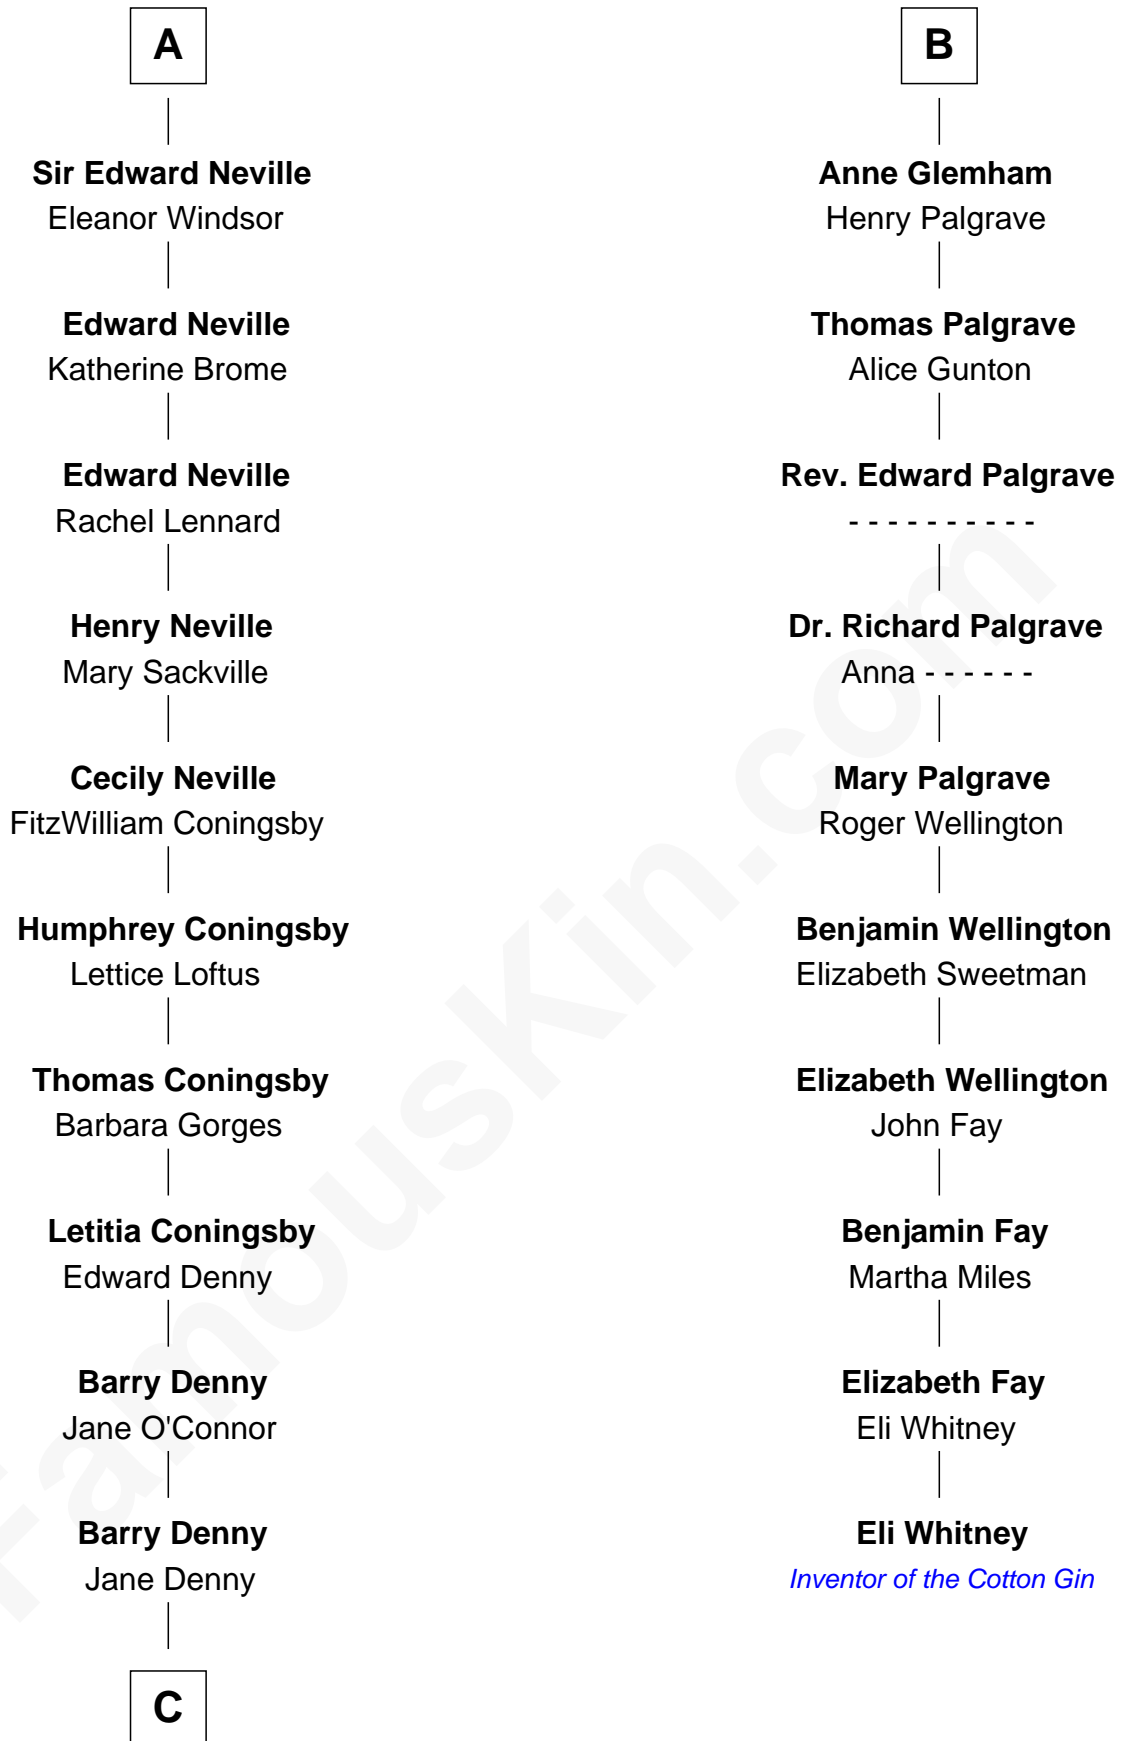 A
Sir Edward Neville
Eleanor Windsor
Edward Neville
Katherine Brome
Edward Neville
Rachel Lennard
Henry Neville
Mary Sackville
Cecily Neville
FitzWilliam Coningsby
Humphrey Coningsby
Lettice Loftus
Thomas Coningsby
Barbara Gorges
Letitia Coningsby
Edward Denny
Barry Denny
Jane O'Connor
Barry Denny
Jane Denny
C
B
Anne Glemham
Henry Palgrave
Thomas Palgrave
Alice Gunton
Rev. Edward Palgrave
- - - - - - - - - -
Dr. Richard Palgrave
Anna - - - - - -
Mary Palgrave
Roger Wellington
Benjamin Wellington
Elizabeth Sweetman
Elizabeth Wellington
John Fay
Benjamin Fay
Martha Miles
Elizabeth Fay
Eli Whitney
Eli Whitney
Inventor of the Cotton Gin
FamousKin.com